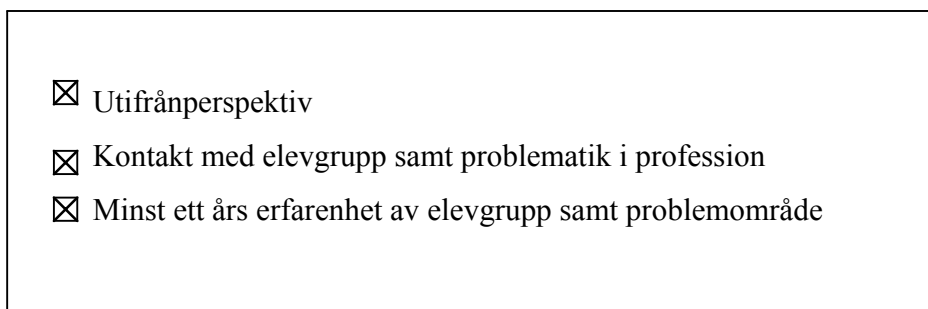 ☒ Utifrånperspektiv
☒ Kontakt med elevgrupp samt problematik i profession
☒ Minst ett års erfarenhet av elevgrupp samt problemområde